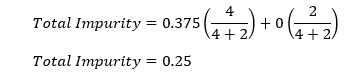 Total Impurity = 0.375 (4/(4 + 2)) + 0 (2/(4 + 2))
Total Impurity = 0.25